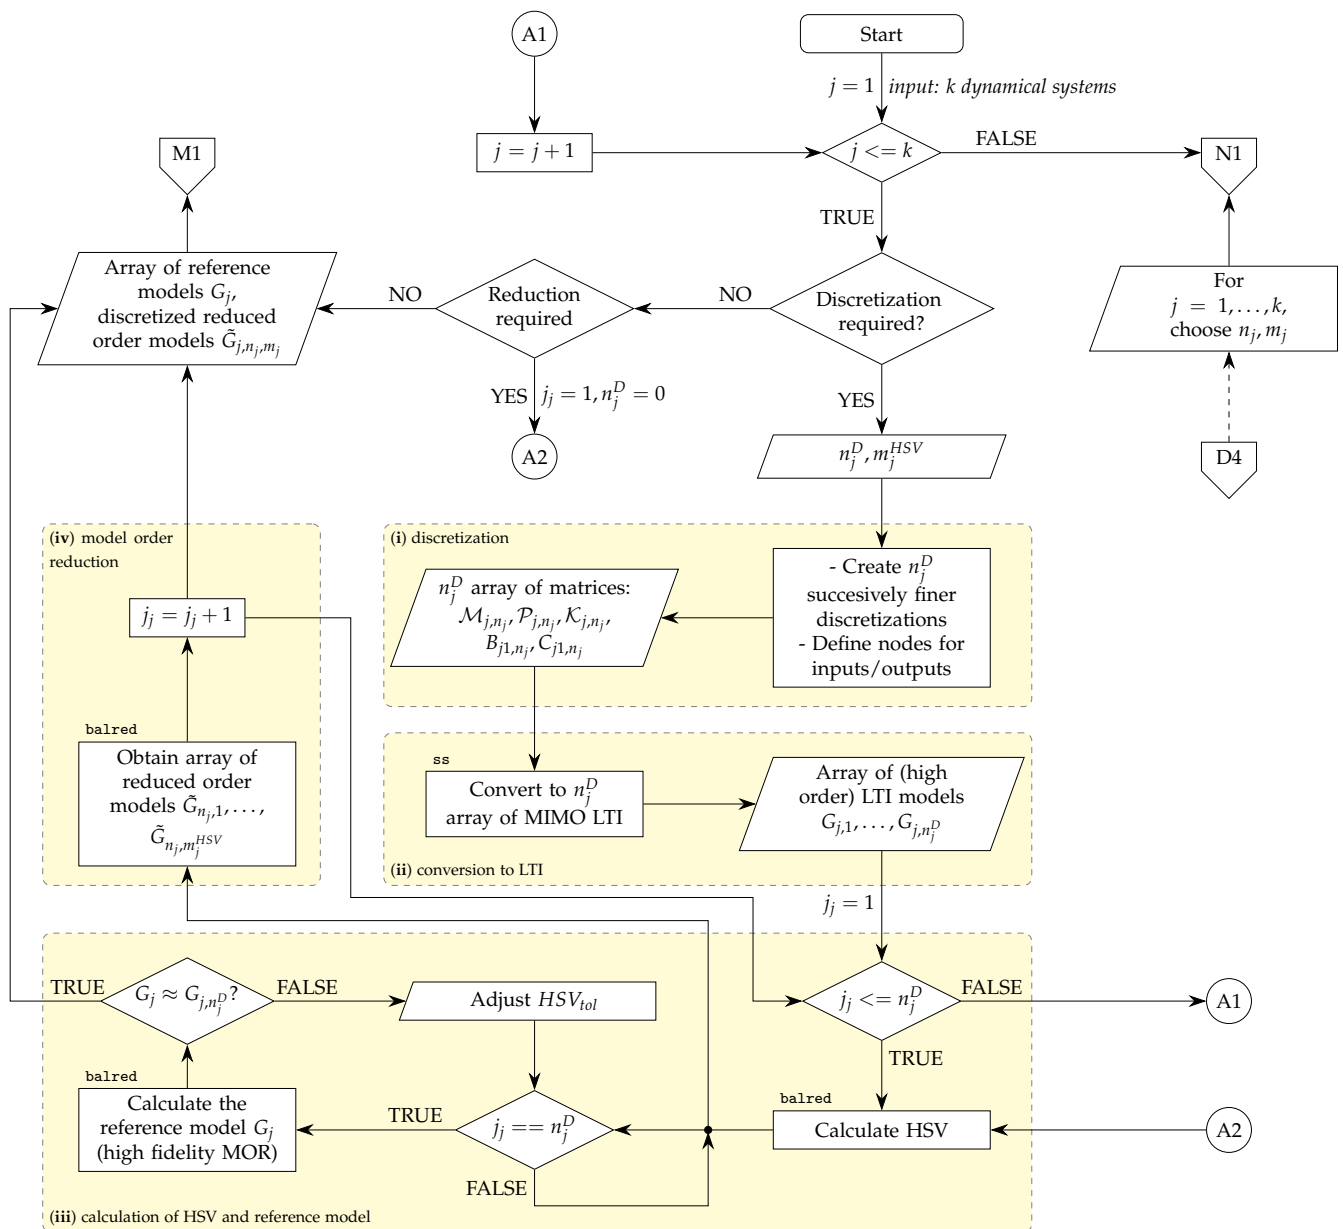 A1
Start
j = 1 input: k dynamical systems
M1
j = j + 1
j <= k
FALSE
N1
TRUE
Array of reference
models G_j,
discretized reduced
order models G̃_{j,n_j,m_j}
NO
Reduction
required
NO
Discretization
required?
For
j = 1, . . . , k,
choose n_j, m_j
YES
j_j = 1, n_j^D = 0
YES
A2
n_j^D, m_j^{HSV}
D4
(iv) model order
reduction
(i) discretization
j_j = j_j + 1
n_j^D array of matrices:
ℳ_{j,n_j}, 𝒫_{j,n_j}, 𝒦_{j,n_j},
B_{j1,n_j}, C_{j1,n_j}
- Create n_j^D
succesively finer
discretizations
- Define nodes for
inputs/outputs
balred
Obtain array of
reduced order
models G̃_{n_j,1}, . . . ,
G̃_{n_j,m_j^{HSV}}
ss
Convert to n_j^D
array of MIMO LTI
Array of (high
order) LTI models
G_{j,1}, . . . , G_{j,n_j^D}
(ii) conversion to LTI
j_j = 1
TRUE
G_j ≈ G_{j,n_j^D}?
FALSE
Adjust HSV_{tol}
j_j <= n_j^D
FALSE
A1
TRUE
balred
Calculate the
reference model G_j
(high fidelity MOR)
TRUE
j_j == n_j^D
FALSE
balred
Calculate HSV
A2
(iii) calculation of HSV and reference model